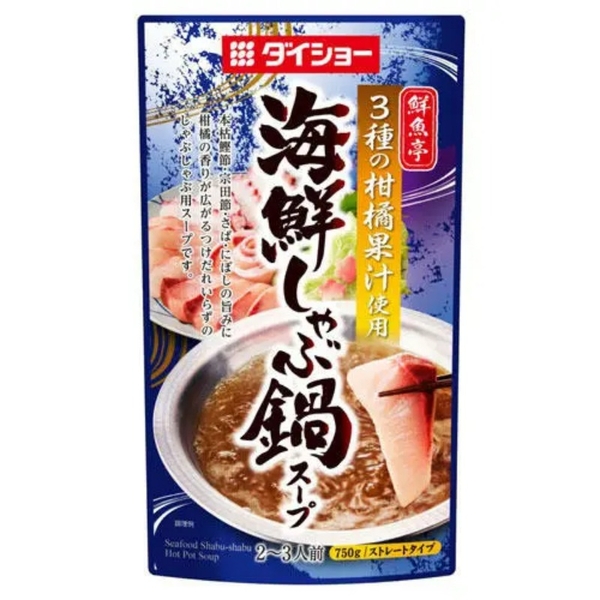 ダイショー
鮮魚亭
3種の柑橘果汁使用
海鮮しゃぶ鍋スープ
本枯鰹節・宗田節・さば・にぼしの旨みに
柑橘の香りが広がるつけだれいらずの
しゃぶしゃぶ用スープです。
調理例
Seafood Shabu-shabu
Hot Pot Soup
2〜3人前
750g/ストレートタイプ